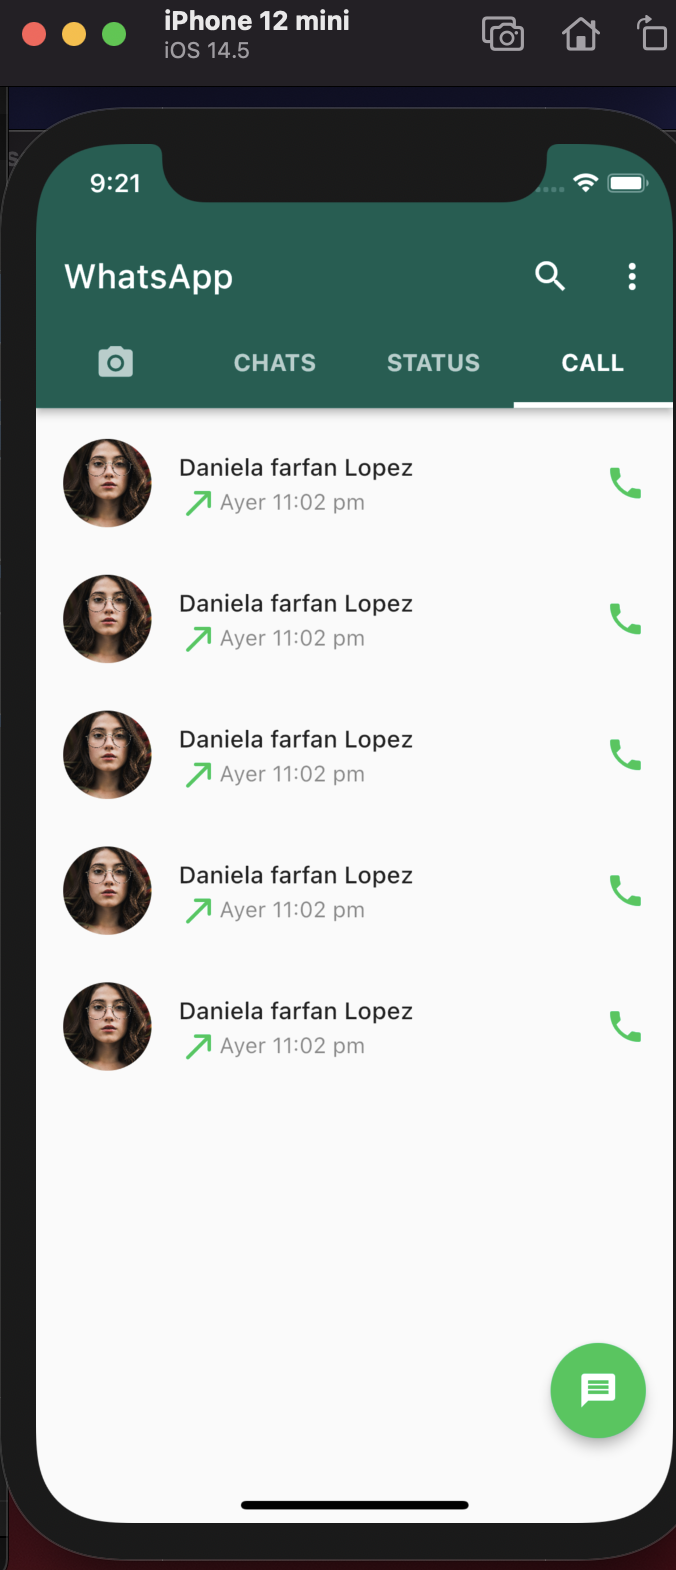 iPhone 12 mini
iOS 14.5
9:21
WhatsApp
CHATS STATUS CALL
Daniela farfan Lopez
Ayer 11:02 pm
Daniela farfan Lopez
Ayer 11:02 pm
Daniela farfan Lopez
Ayer 11:02 pm
Daniela farfan Lopez
Ayer 11:02 pm
Daniela farfan Lopez
Ayer 11:02 pm